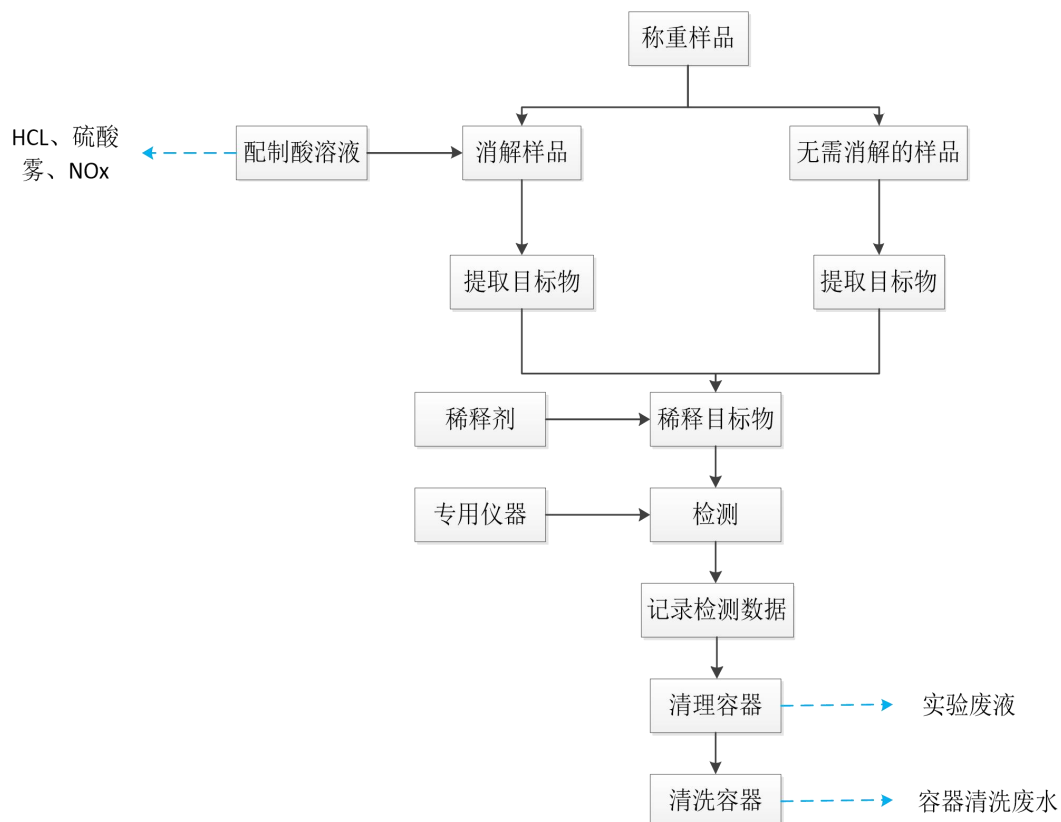 称重样品
HCL、硫酸
雾、NOx
配制酸溶液
消解样品
无需消解的样品
提取目标物
提取目标物
稀释剂
稀释目标物
专用仪器
检测
记录检测数据
清理容器
实验废液
清洗容器
容器清洗废水